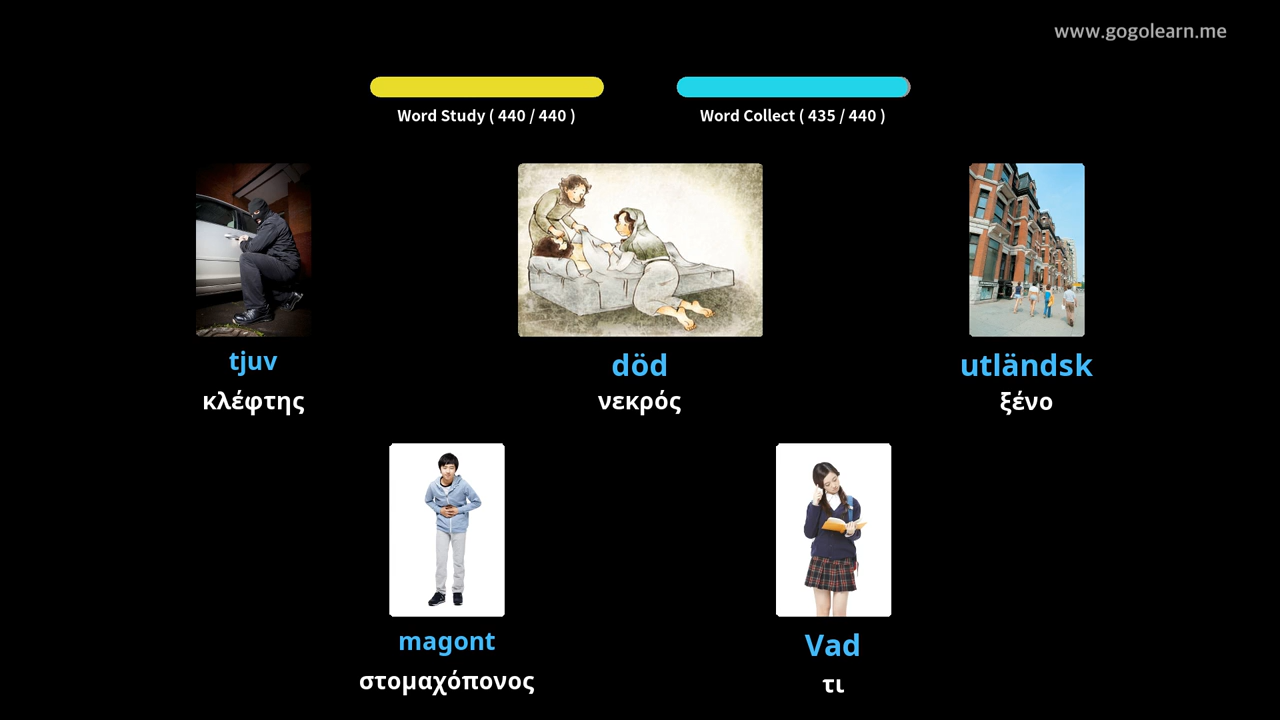 www.gogolearn.me
Word Study ( 440 / 440 )
Word Collect ( 435 / 440 )
tjuv
κλέφτης
död
νεκρός
utländsk
ξένο
magont
στομαχόπονος
Vad
τι